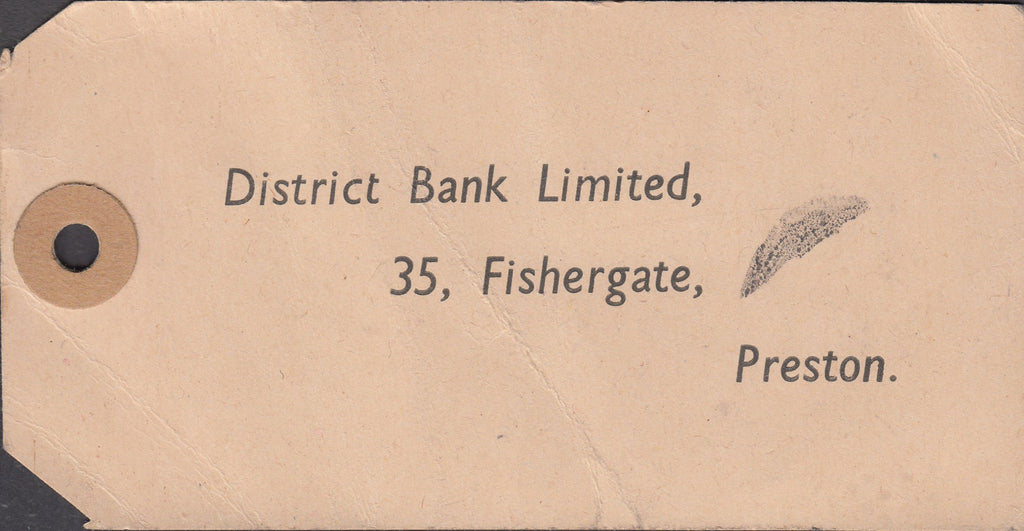 District Bank Limited,
35, Fishergate,
Preston.